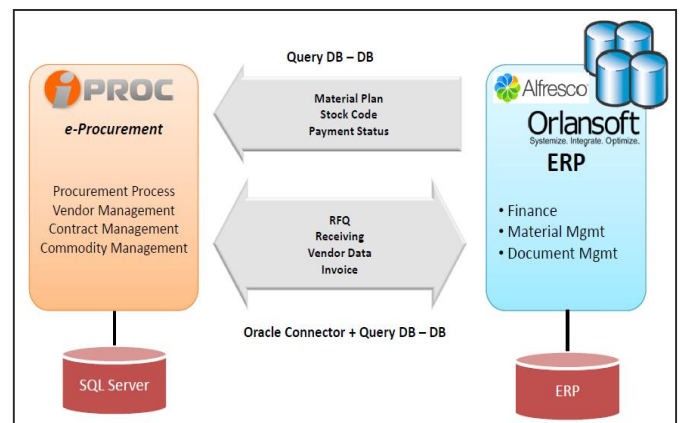 Query DB – DB
iPROC
e-Procurement
Procurement Process
Vendor Management
Contract Management
Commodity Management
SQL Server
Material Plan
Stock Code
Payment Status
RFQ
Receiving
Vendor Data
Invoice
Oracle Connector + Query DB – DB
Alfresco
Orlansoft
Systemize. Integrate. Optimize.
ERP
• Finance
• Material Mgmt
• Document Mgmt
ERP